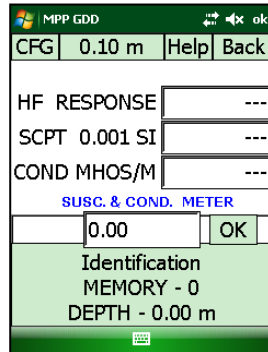 MPP GDD ok
CFG 0.10 m Help Back
HF RESPONSE ---
SCPT 0.001 SI ---
COND MHOS/M ---
SUSC. & COND. METER
0.00 OK
Identification
MEMORY - 0
DEPTH - 0.00 m